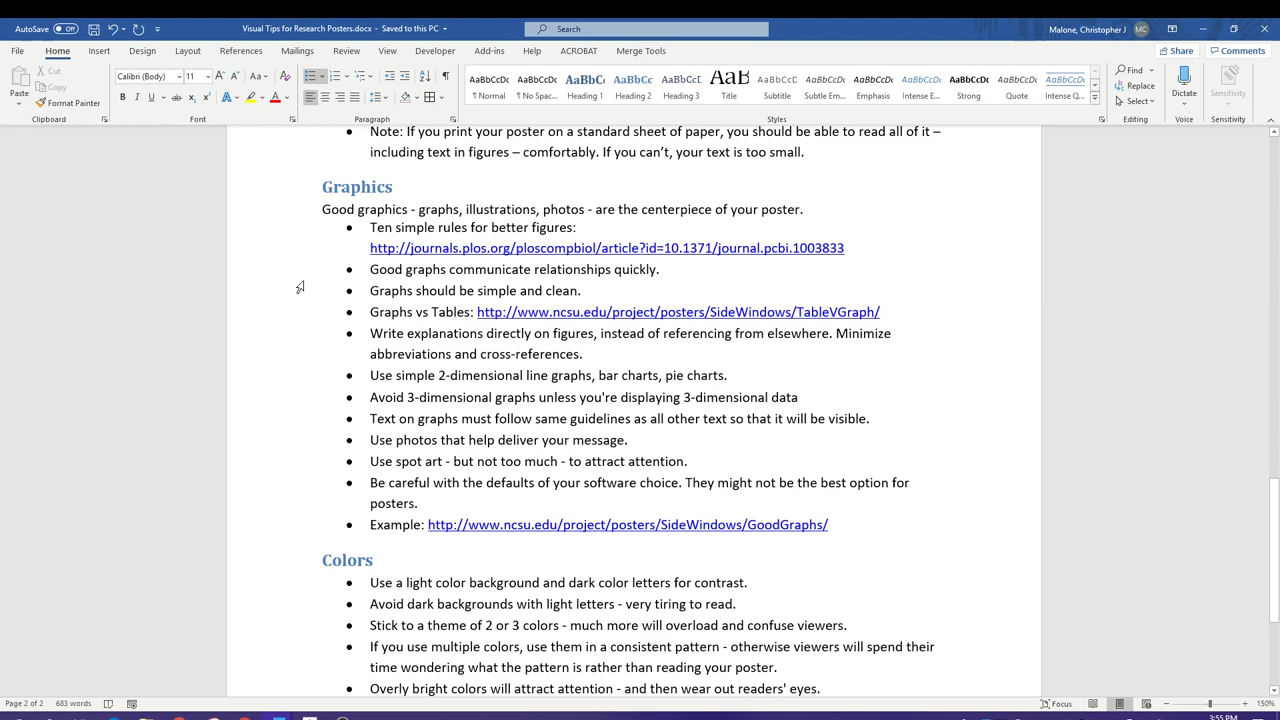 AutoSave Off Visual Tips for Research Posters.docx - Saved to this PC Search Malone, Christopher J MC
File Home Insert Design Layout References Mailings Review View Developer Add-ins Help ACROBAT Merge Tools Share Comments
Paste Cut Copy Format Painter
Calibri (Body) 11 Aa
AaBbCcDc AaBbCcDc AaBbCc AaBbCc AaBbCcD AaB AaBbCcDc AaBbCcDc AaBbCcDc AaBbCcDc AaBbCcDc AaBbCcDc AaBbCcDc
¶ Normal ¶ No Spac... Heading 1 Heading 2 Heading 3 Title Subtitle Subtle Em... Emphasis Intense E... Strong Quote Intense Q...
Find Replace Select Dictate Sensitivity
Clipboard Font Paragraph Styles Editing Voice Sensitivity
• Note: If you print your poster on a standard sheet of paper, you should be able to read all of it –
including text in figures – comfortably. If you can’t, your text is too small.
Graphics
Good graphics - graphs, illustrations, photos - are the centerpiece of your poster.
• Ten simple rules for better figures:
http://journals.plos.org/ploscompbiol/article?id=10.1371/journal.pcbi.1003833
• Good graphs communicate relationships quickly.
• Graphs should be simple and clean.
• Graphs vs Tables: http://www.ncsu.edu/project/posters/SideWindows/TableVGraph/
• Write explanations directly on figures, instead of referencing from elsewhere. Minimize
abbreviations and cross-references.
• Use simple 2-dimensional line graphs, bar charts, pie charts.
• Avoid 3-dimensional graphs unless you're displaying 3-dimensional data
• Text on graphs must follow same guidelines as all other text so that it will be visible.
• Use photos that help deliver your message.
• Use spot art - but not too much - to attract attention.
• Be careful with the defaults of your software choice. They might not be the best option for
posters.
• Example: http://www.ncsu.edu/project/posters/SideWindows/GoodGraphs/
Colors
• Use a light color background and dark color letters for contrast.
• Avoid dark backgrounds with light letters - very tiring to read.
• Stick to a theme of 2 or 3 colors - much more will overload and confuse viewers.
• If you use multiple colors, use them in a consistent pattern - otherwise viewers will spend their
time wondering what the pattern is rather than reading your poster.
• Overly bright colors will attract attention - and then wear out readers' eyes.
Page 2 of 2 683 words Focus 150%
3:55 PM